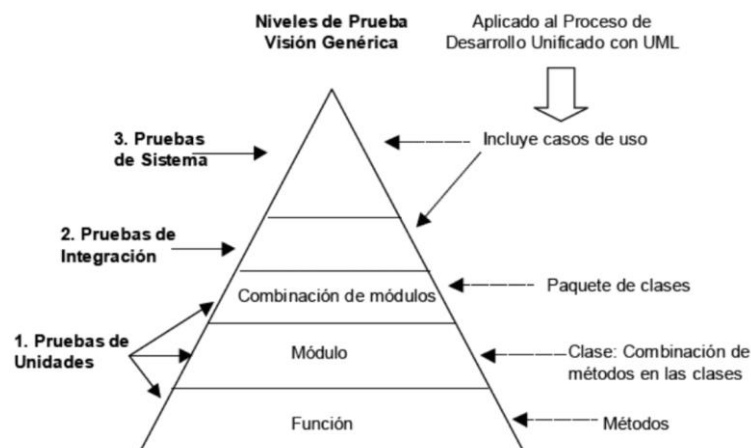 Niveles de Prueba
Visión Genérica
Aplicado al Proceso de
Desarrollo Unificado con UML
3. Pruebas
de Sistema
Incluye casos de uso
2. Pruebas de
Integración
Combinación de módulos
Paquete de clases
1. Pruebas de
Unidades
Módulo
Clase: Combinación de
métodos en las clases
Función
Métodos